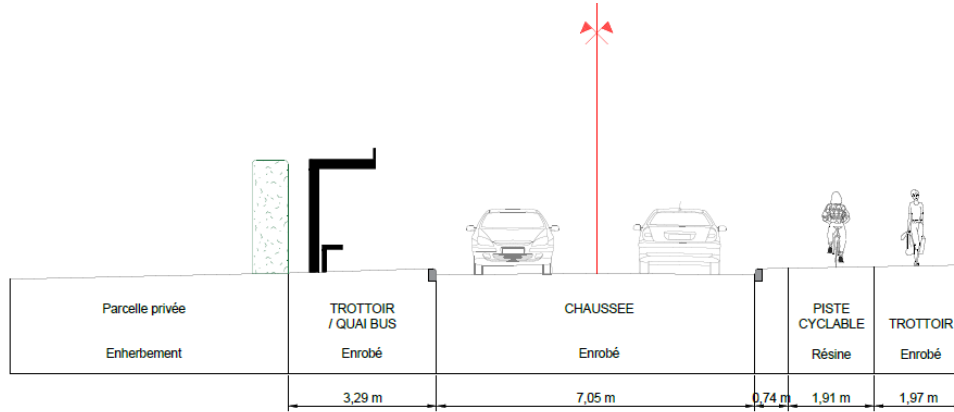 Parcelle privée
Enherbement
TROTTOIR
/ QUAI BUS
Enrobé
CHAUSSEE
Enrobé
PISTE
CYCLABLE
Résine
TROTTOIR
Enrobé
3,29 m
7,05 m
0,74 m
1,91 m
1,97 m